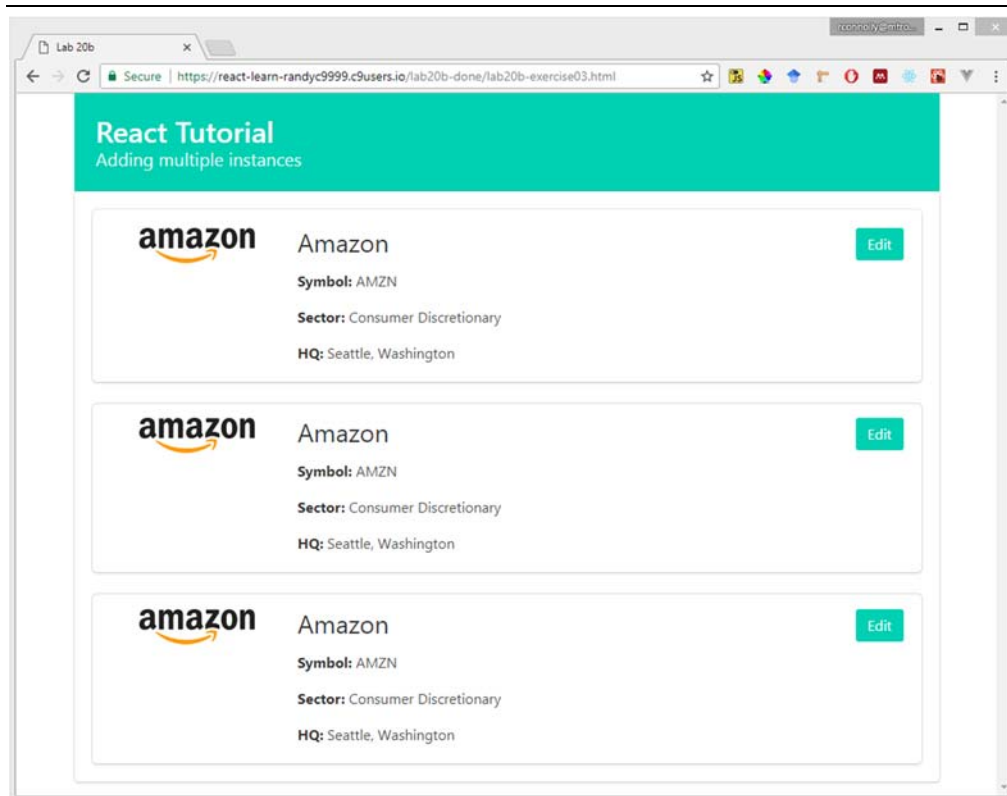 Lab 20b
Secure | https://react-learn-randyc9999.c9users.io/lab20b-done/lab20b-exercise03.html
React Tutorial
Adding multiple instances
amazon
Amazon
Edit
Symbol: AMZN
Sector: Consumer Discretionary
HQ: Seattle, Washington
amazon
Amazon
Edit
Symbol: AMZN
Sector: Consumer Discretionary
HQ: Seattle, Washington
amazon
Amazon
Edit
Symbol: AMZN
Sector: Consumer Discretionary
HQ: Seattle, Washington